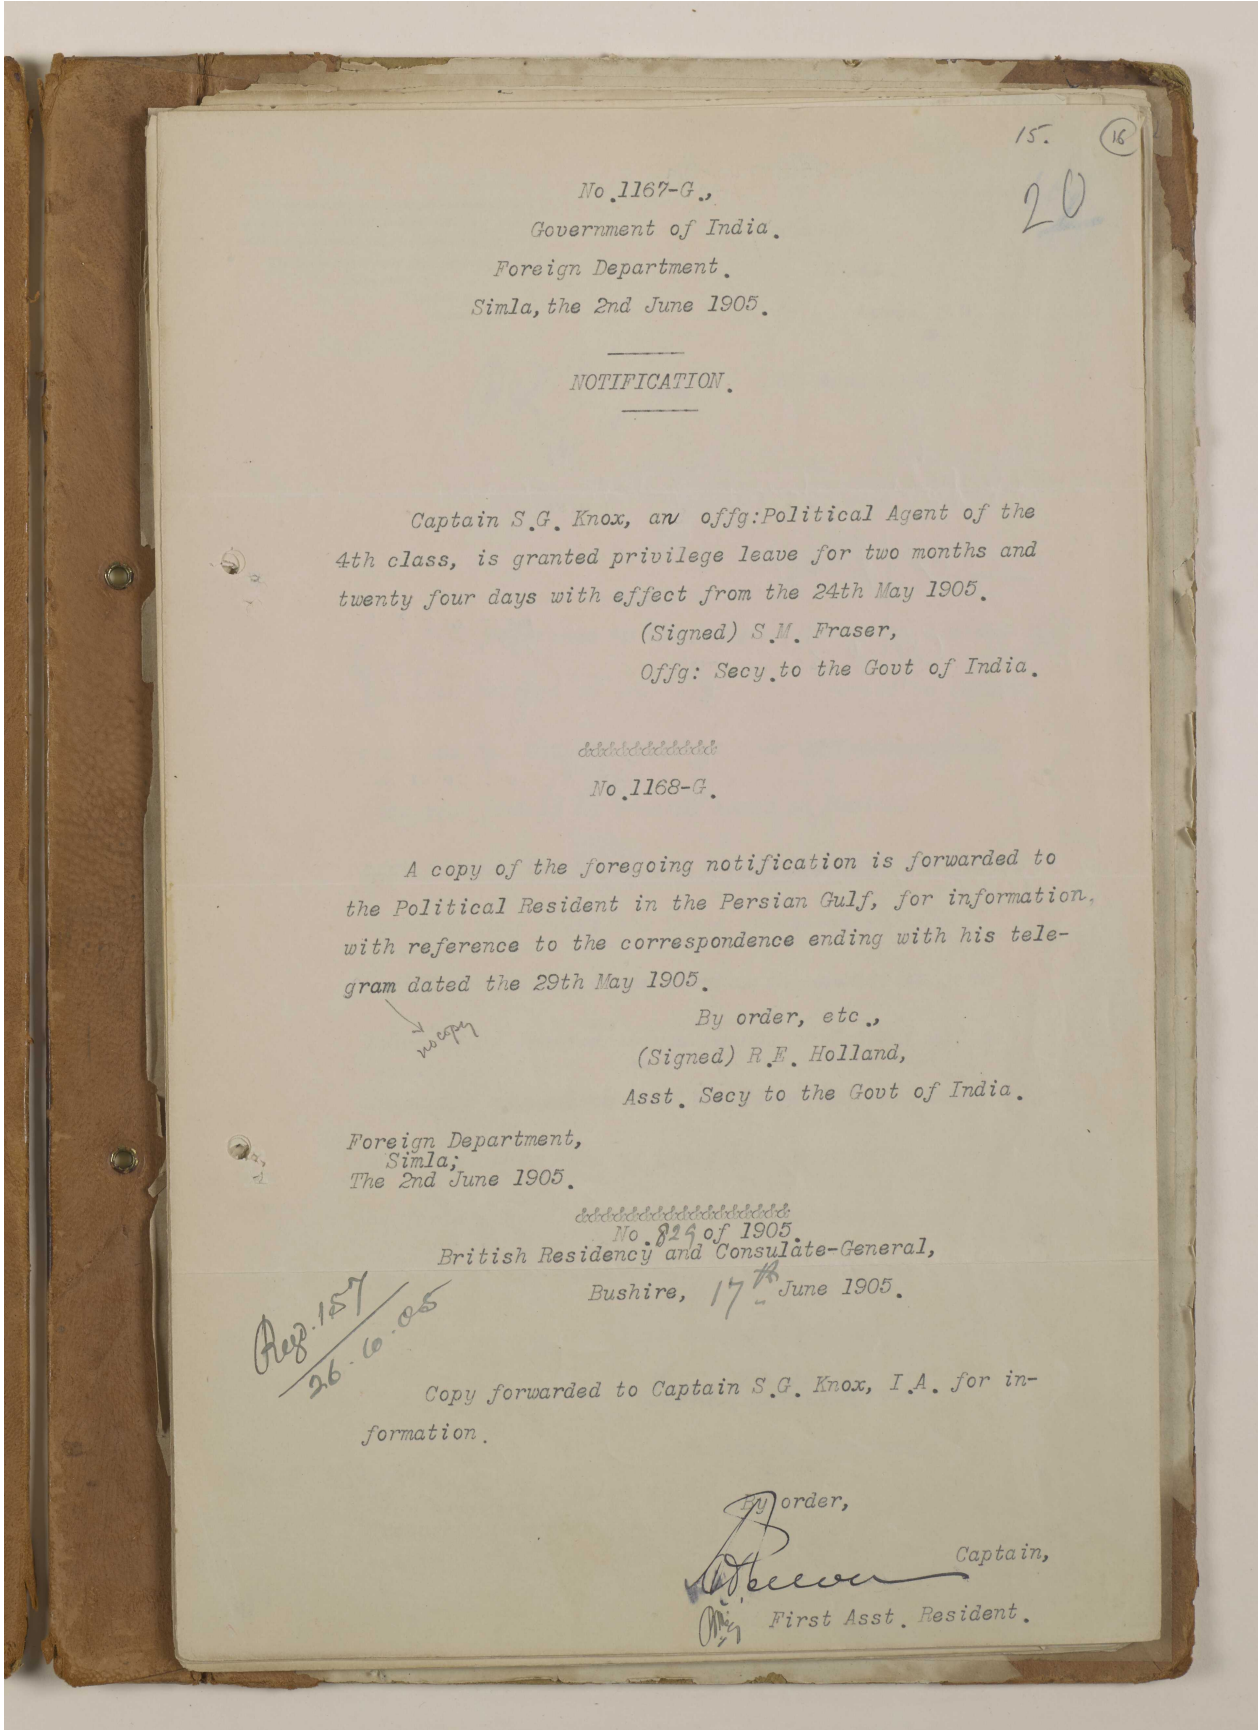 15.
16
20
No.1167-G.,
Government of India.
Foreign Department.
Simla, the 2nd June 1905.
NOTIFICATION.
Captain S.G. Knox, an offg:Political Agent of the
4th class, is granted privilege leave for two months and
twenty four days with effect from the 24th May 1905.
(Signed) S.M. Fraser,
Offg: Secy.to the Govt of India.
&&&&&&&&&&&
No.1168-G.
A copy of the foregoing notification is forwarded to
the Political Resident in the Persian Gulf, for information,
with reference to the correspondence ending with his tele-
gram dated the 29th May 1905.
no copy
By order, etc.,
(Signed) R.E. Holland,
Asst. Secy to the Govt of India.
Foreign Department,
Simla;
The 2nd June 1905.
&&&&&&&&&&&&&&&&&
No.829 of 1905.
British Residency and Consulate-General,
Bushire, 17th June 1905.
Reg. 157
26.6.05
Copy forwarded to Captain S.G. Knox, I.A. for in-
formation.
By order,
Captain,
First Asst. Resident.